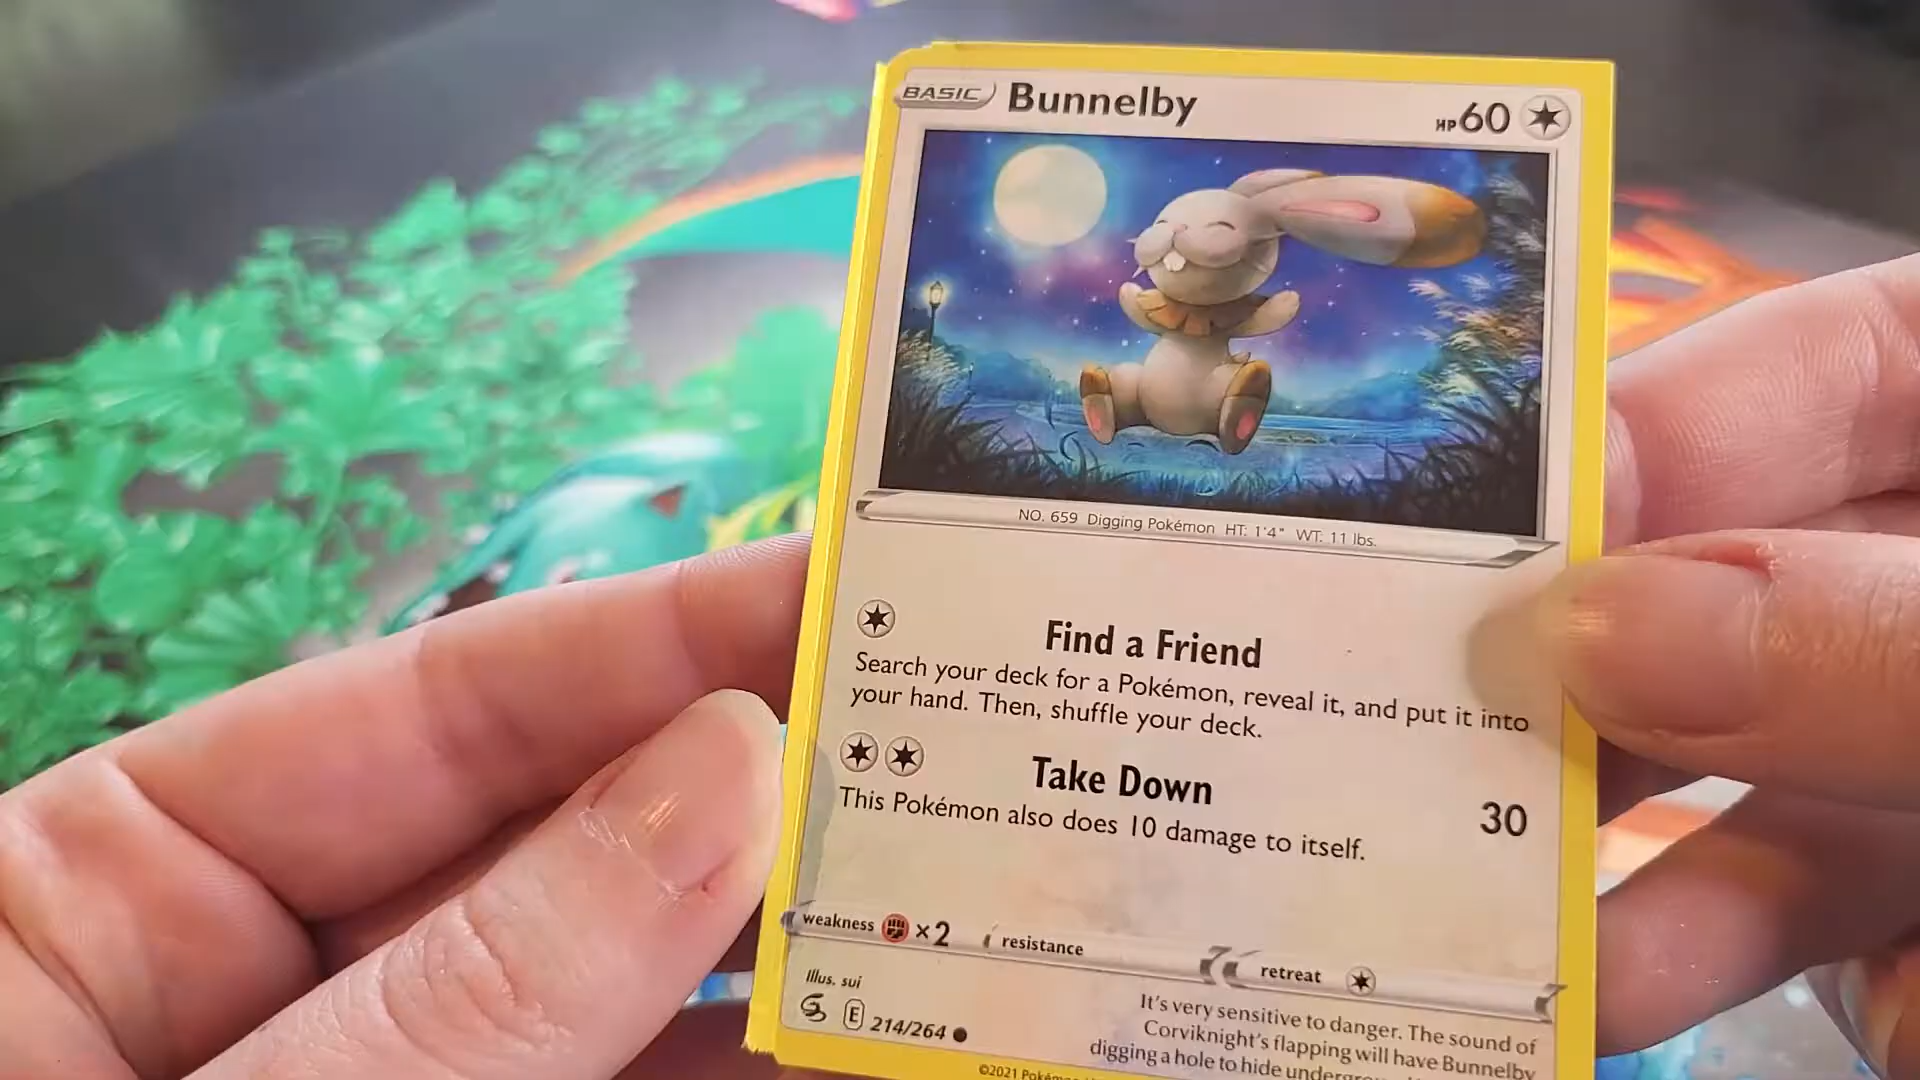 BASIC Bunnelby HP 60
NO. 659 Digging Pokémon HT: 1'4" WT: 11 lbs.
Find a Friend
Search your deck for a Pokémon, reveal it, and put it into
your hand. Then, shuffle your deck.
Take Down 30
This Pokémon also does 10 damage to itself.
weakness ×2 resistance retreat
Illus. sui
E 214/264
It's very sensitive to danger. The sound of
Corviknight's flapping will have Bunnelby
digging a hole to hide
©2021